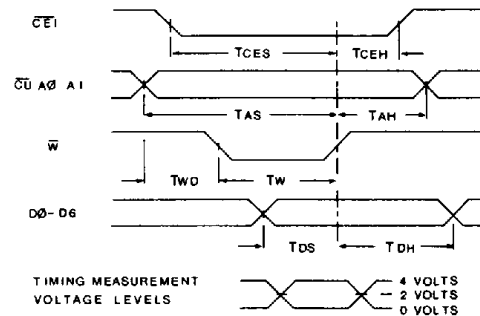 CE1
TCES
TCEH
CU AØ A1
TAS
TAH
W
TWD
TW
DØ-D6
TDS
TDH
TIMING MEASUREMENT
VOLTAGE LEVELS
4 VOLTS
2 VOLTS
0 VOLTS